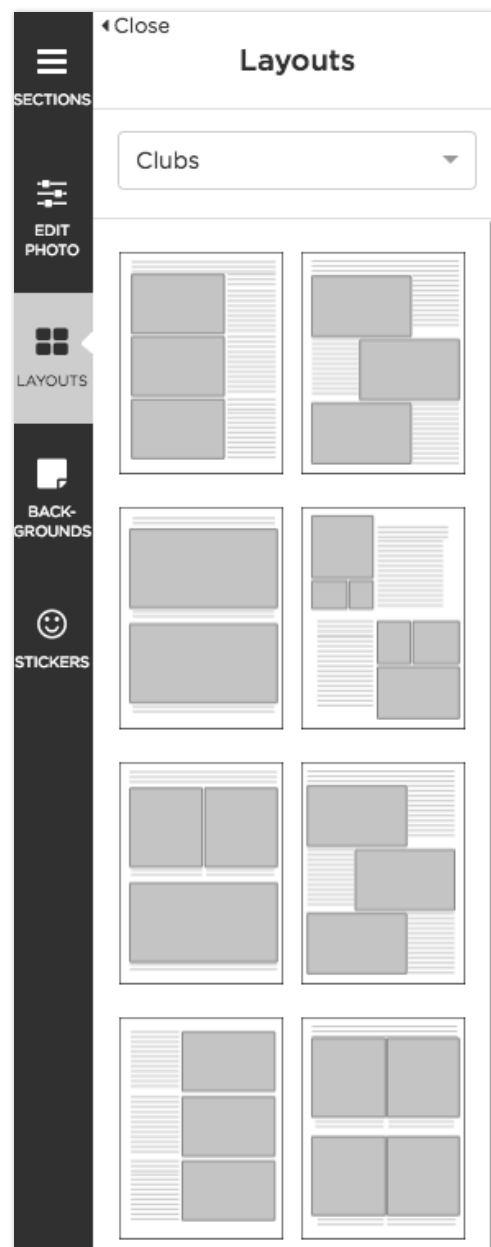 Close
Layouts
SECTIONS
Clubs
EDIT
PHOTO
LAYOUTS
BACK-
GROUNDS
STICKERS